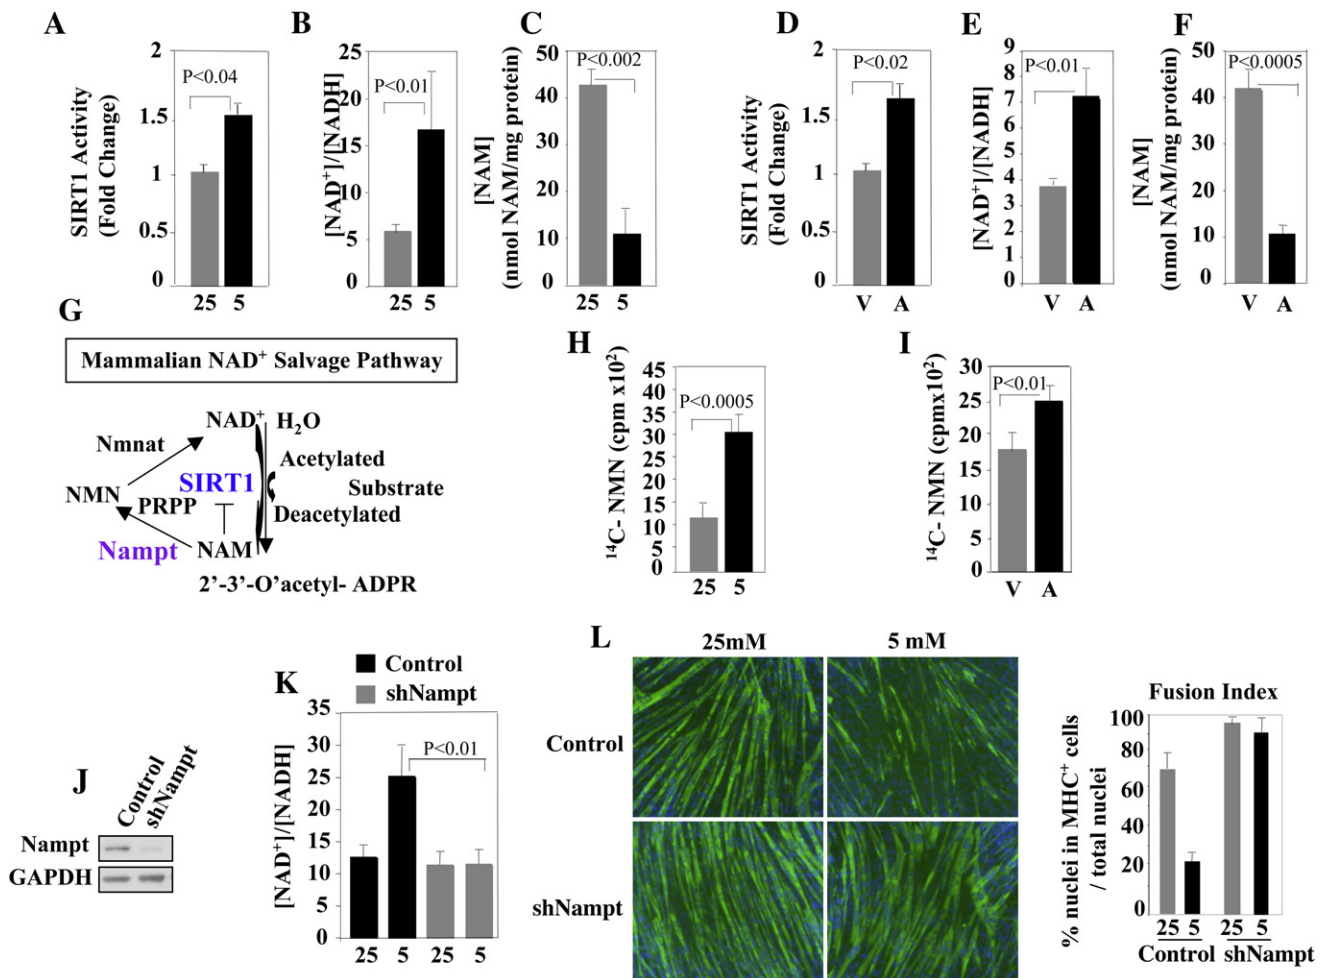 A
SIRT1 Activity
(Fold Change)
2
1.5
1
0.5
0
P<0.04
25 5
B
[NAD⁺]/[NADH]
25
20
15
10
5
0
P<0.01
25 5
C
[NAM]
(nmol NAM/mg protein)
50
40
30
20
10
0
P<0.002
25 5
D
SIRT1 Activity
(Fold Change)
2
1.5
1
0.5
0
P<0.02
V A
E
[NAD⁺]/[NADH]
9
8
7
6
5
4
3
2
1
0
P<0.01
V A
F
[NAM]
(nmol NAM/mg protein)
50
40
30
20
10
0
P<0.0005
V A
G
Mammalian NAD⁺ Salvage Pathway
NAD⁺ H₂O
Nmnat
Acetylated
SIRT1
Substrate
NMN
PRPP
Deacetylated
Nampt
NAM
2’-3’-O’acetyl- ADPR
H
¹⁴C- NMN (cpm x10²)
45
40
35
30
25
20
15
10
5
0
P<0.0005
25 5
I
¹⁴C- NMN (cpmx10²)
30
25
20
15
10
5
0
P<0.01
V A
J
Control
shNampt
Nampt
GAPDH
K
Control
shNampt
[NAD⁺]/[NADH]
35
30
25
20
15
10
5
0
P<0.01
25 5 25 5
L
25mM
5 mM
Control
shNampt
Fusion Index
% nuclei in MHC⁺ cells
/ total nuclei
100
80
60
40
20
0
25 5 25 5
Control shNampt